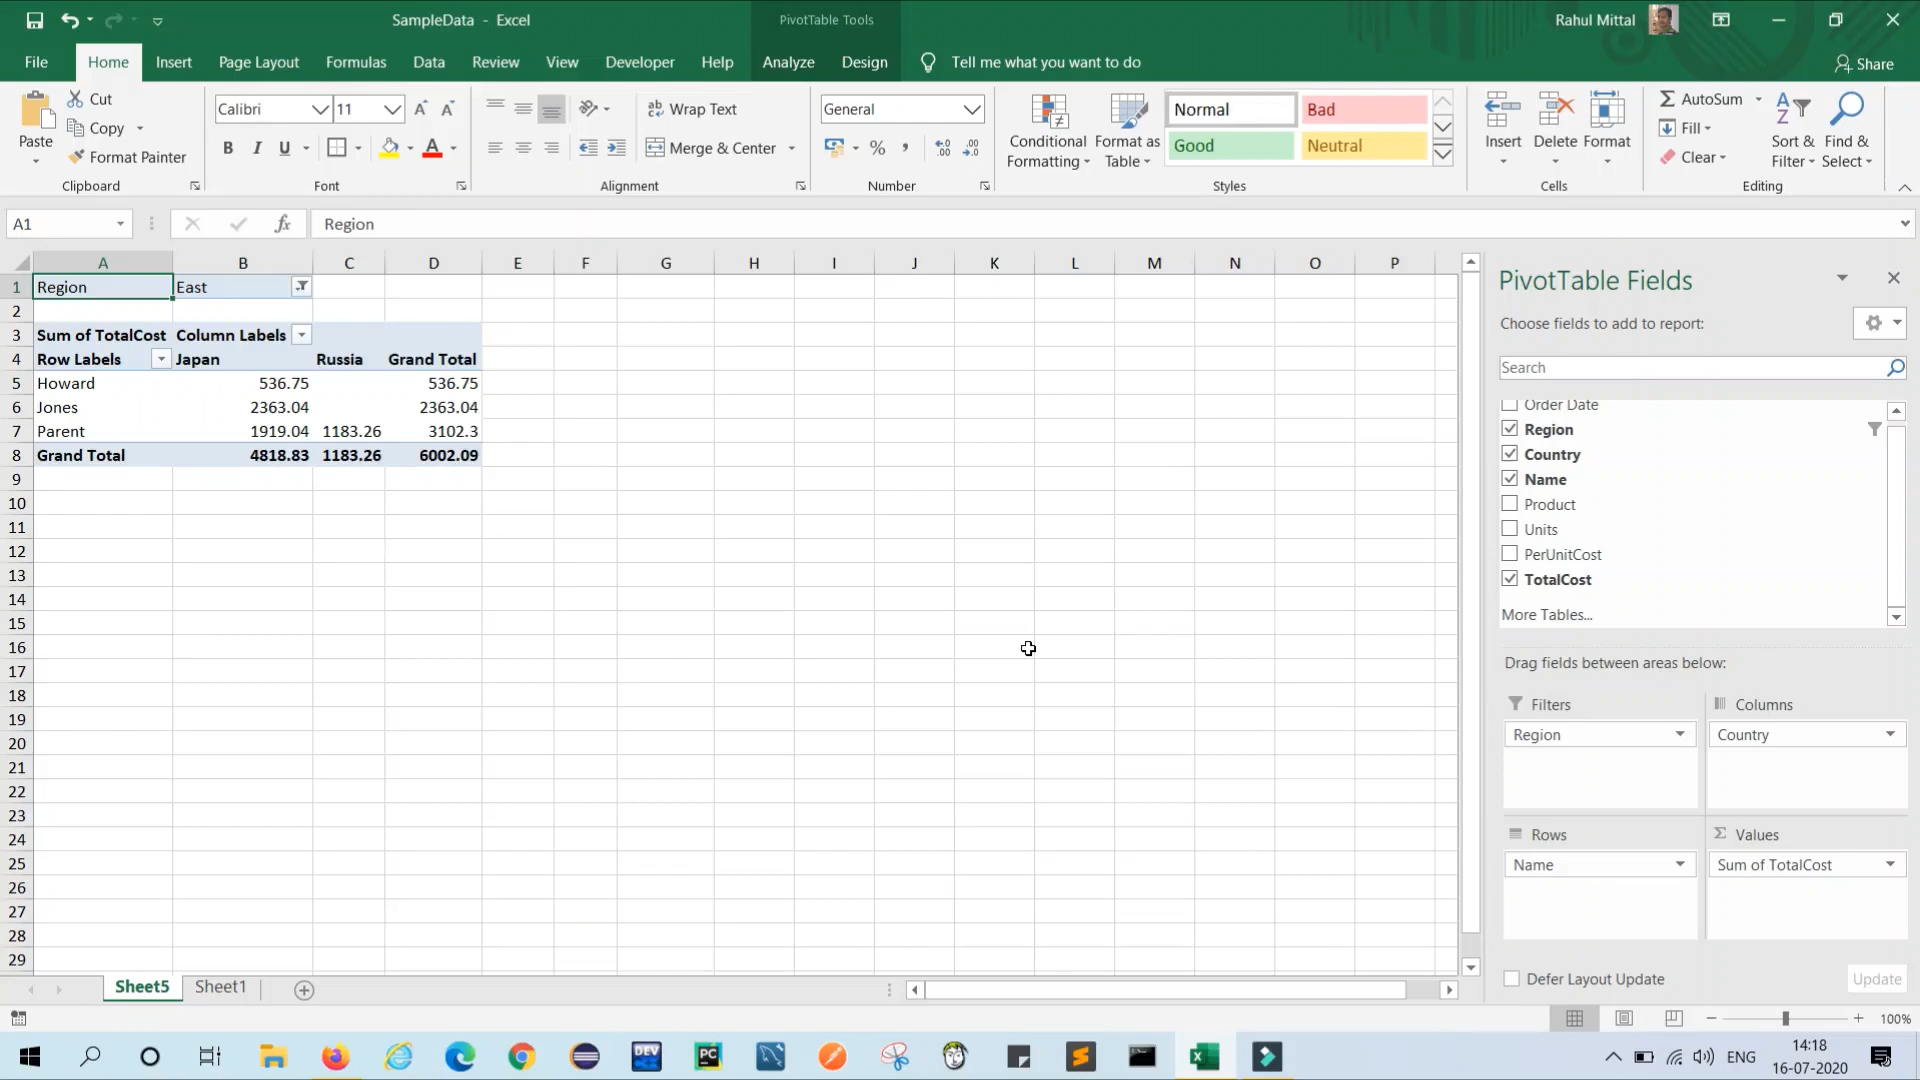 SampleData - Excel
PivotTable Tools
Rahul Mittal
File Home Insert Page Layout Formulas Data Review View Developer Help Analyze Design Tell me what you want to do Share
Paste
Cut
Copy
Format Painter
Clipboard
Calibri 11
B I U
Font
Wrap Text
Merge & Center
Alignment
General
%
Number
Conditional Formatting
Format as Table
Normal Bad
Good Neutral
Styles
Insert Delete Format
Cells
AutoSum
Fill
Clear
Sort & Filter
Find & Select
Editing
A1 fx Region
A B C D E F G H I J K L M N O P
1 Region East
2
3 Sum of TotalCost Column Labels
4 Row Labels Japan Russia Grand Total
5 Howard 536.75 536.75
6 Jones 2363.04 2363.04
7 Parent 1919.04 1183.26 3102.3
8 Grand Total 4818.83 1183.26 6002.09
9
10
11
12
13
14
15
16
17
18
19
20
21
22
23
24
25
26
27
28
29
PivotTable Fields
Choose fields to add to report:
Search
Order Date
Region
Country
Name
Product
Units
PerUnitCost
TotalCost
More Tables...
Drag fields between areas below:
Filters Columns
Region Country
Rows Σ Values
Name Sum of TotalCost
Defer Layout Update Update
Sheet5 Sheet1
100%
DEV
PC
ENG
14:18
16-07-2020